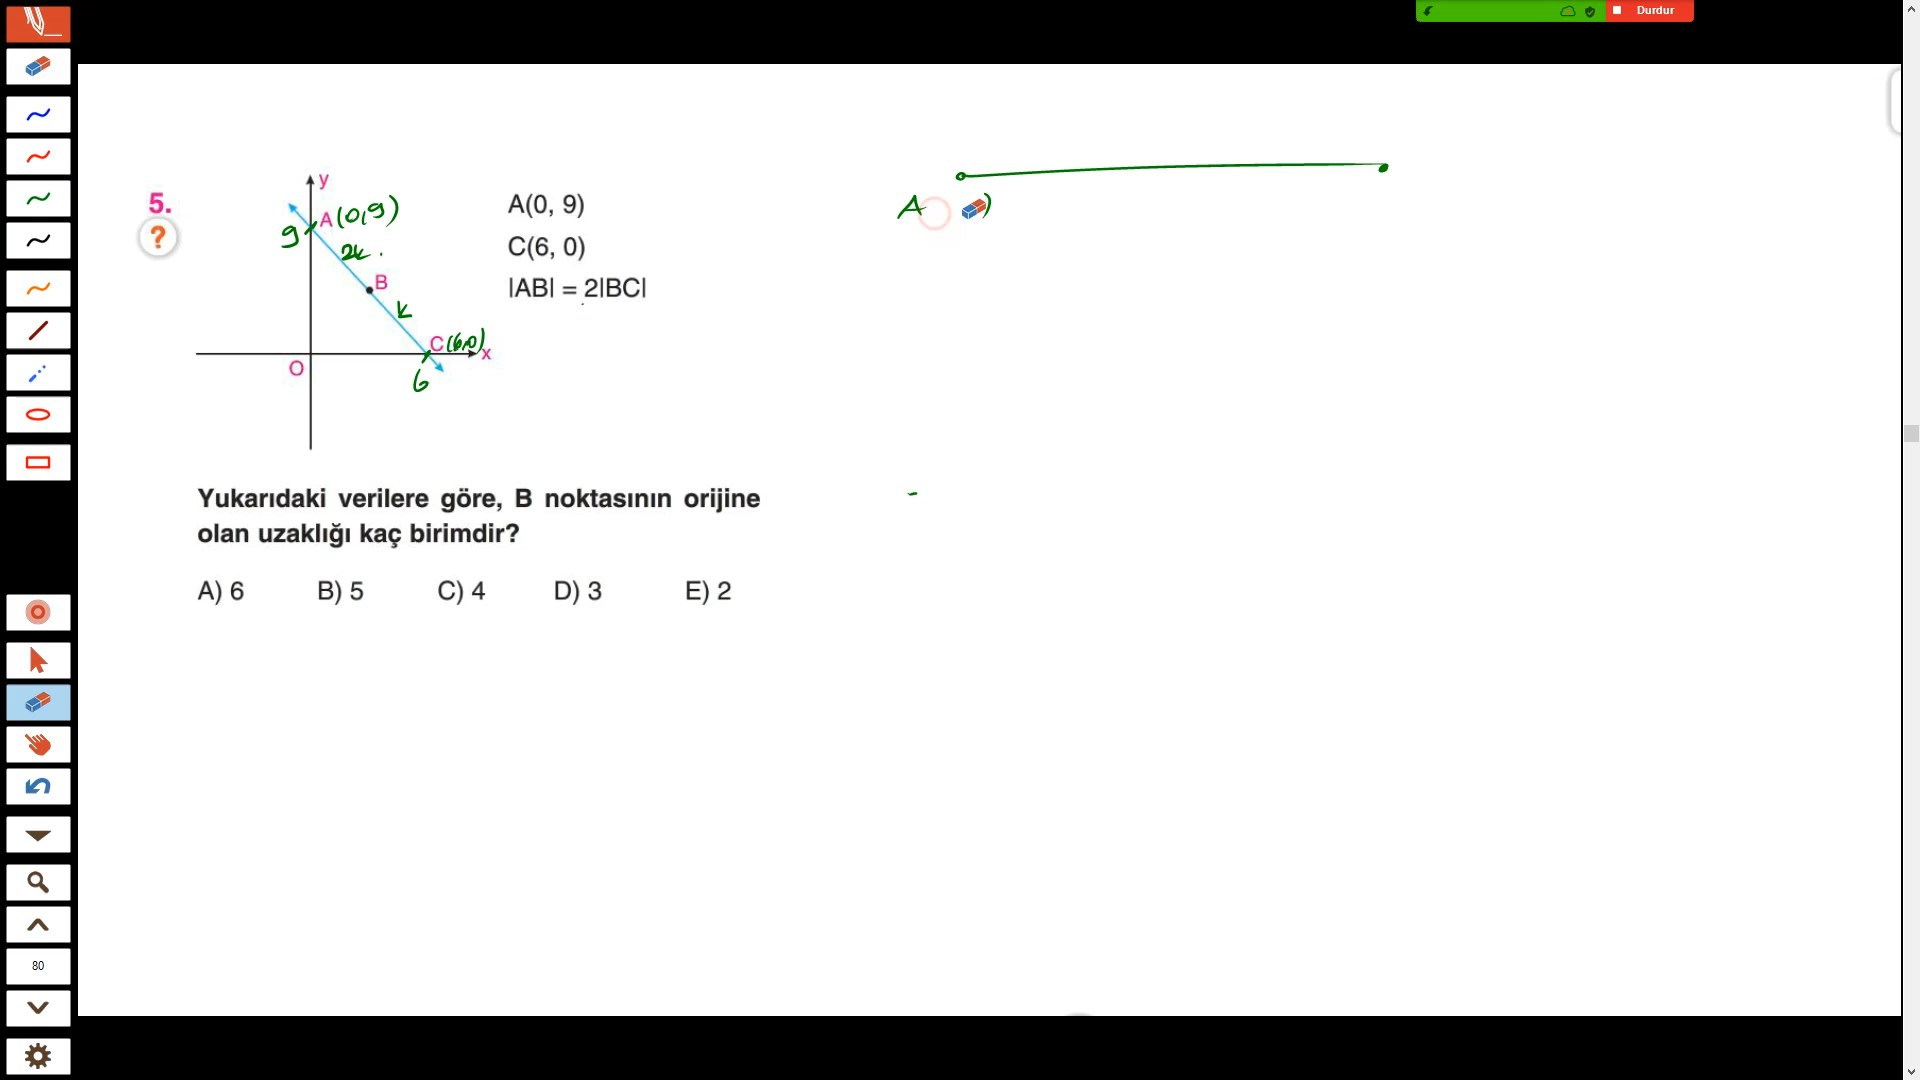 Durdur
5.
?
y
A (0,9)
9
2k
B
k
C (6,0)
x
O
6
A(0, 9)
C(6, 0)
|AB| = 2|BC|
A )
Yukarıdaki verilere göre, B noktasının orijine
olan uzaklığı kaç birimdir?
A) 6 B) 5 C) 4 D) 3 E) 2
80